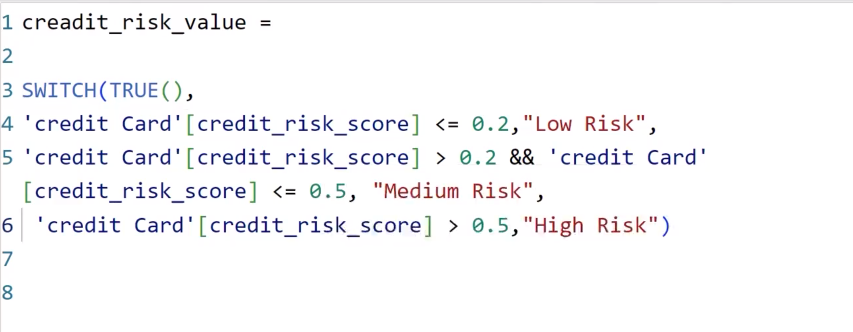 1 creadit_risk_value =
2
3 SWITCH(TRUE(),
4 'credit Card'[credit_risk_score] <= 0.2,"Low Risk",
5 'credit Card'[credit_risk_score] > 0.2 && 'credit Card'
[credit_risk_score] <= 0.5, "Medium Risk",
6 'credit Card'[credit_risk_score] > 0.5,"High Risk")
7
8